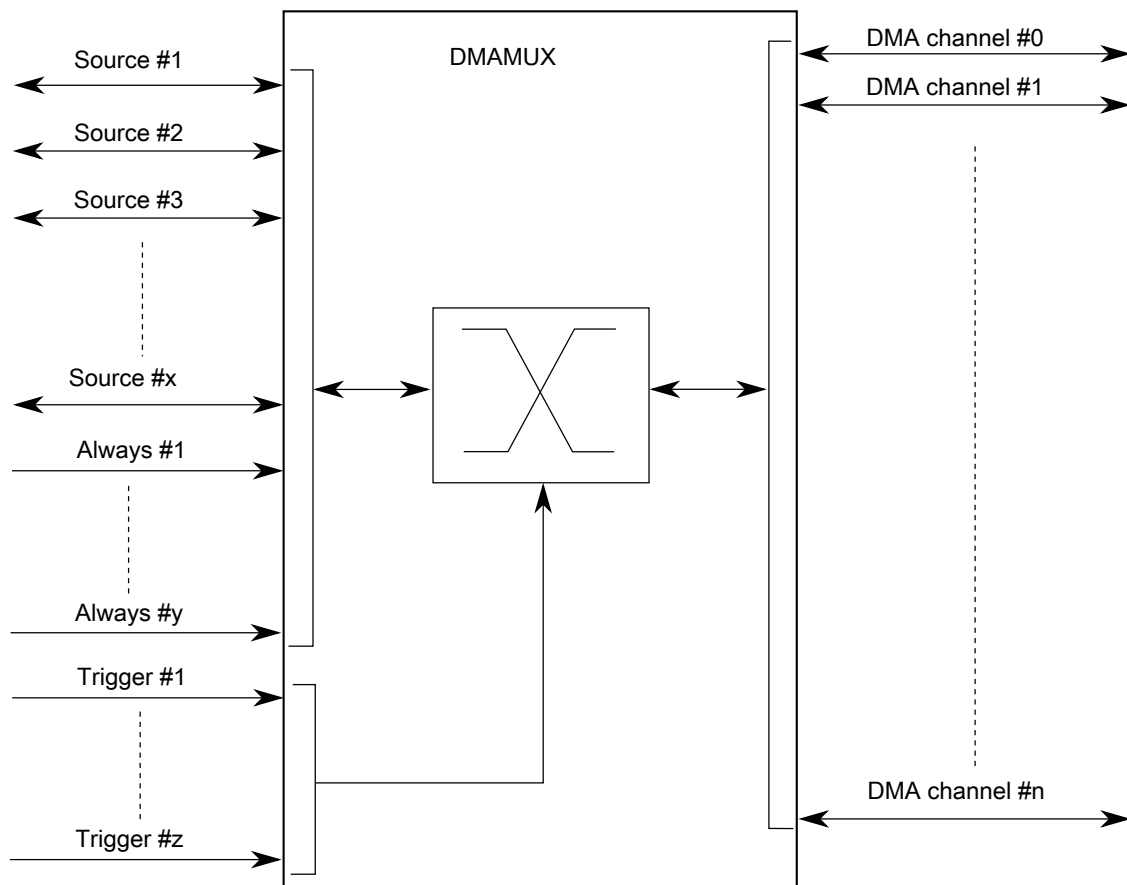 DMAMUX
Source #1
Source #2
Source #3
Source #x
Always #1
Always #y
Trigger #1
Trigger #z
DMA channel #0
DMA channel #1
DMA channel #n